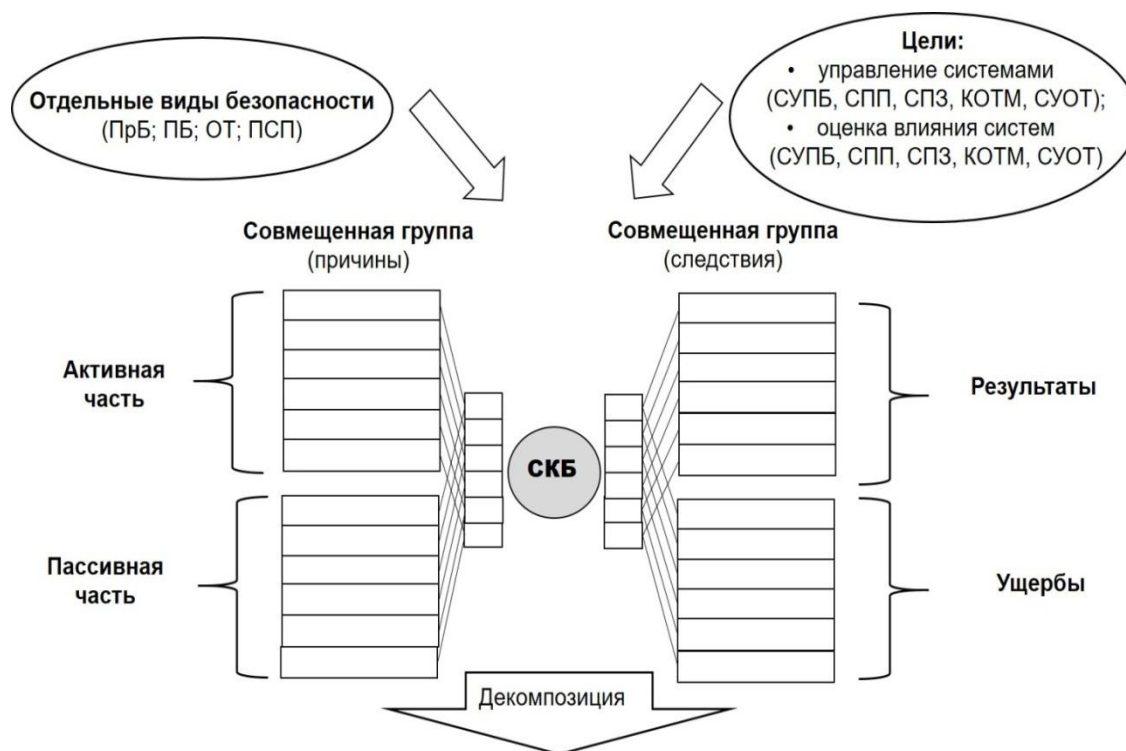 Отдельные виды безопасности
(ПрБ; ПБ; ОТ; ПСП)
Цели:
• управление системами
(СУПБ, СПП, СПЗ, КОТМ, СУОТ);
• оценка влияния систем
(СУПБ, СПП, СПЗ, КОТМ, СУОТ)
Совмещенная группа
(причины)
Совмещенная группа
(следствия)
Активная
часть
Результаты
СКБ
Пассивная
часть
Ущербы
Декомпозиция